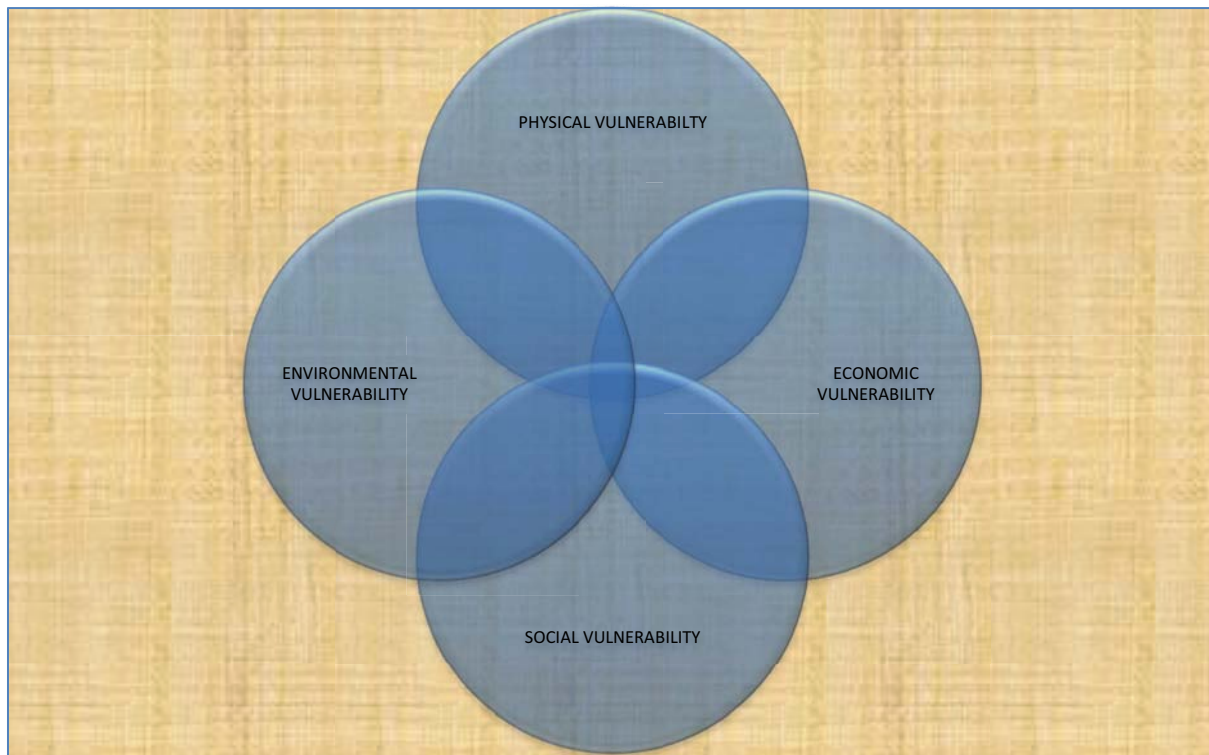 PHYSICAL VULNERABILTY
ENVIRONMENTAL
VULNERABILITY
ECONOMIC
VULNERABILITY
SOCIAL VULNERABILITY